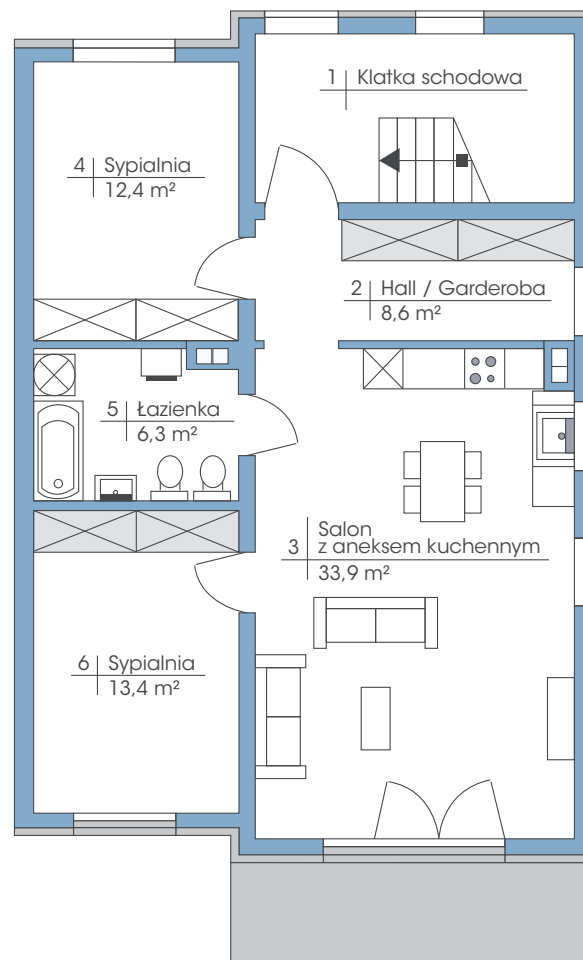 1 Klatka schodowa
4 Sypialnia
12,4 m²
2 Hall / Garderoba
8,6 m²
5 Łazienka
6,3 m²
3 Salon
z aneksem kuchennym
33,9 m²
6 Sypialnia
13,4 m²